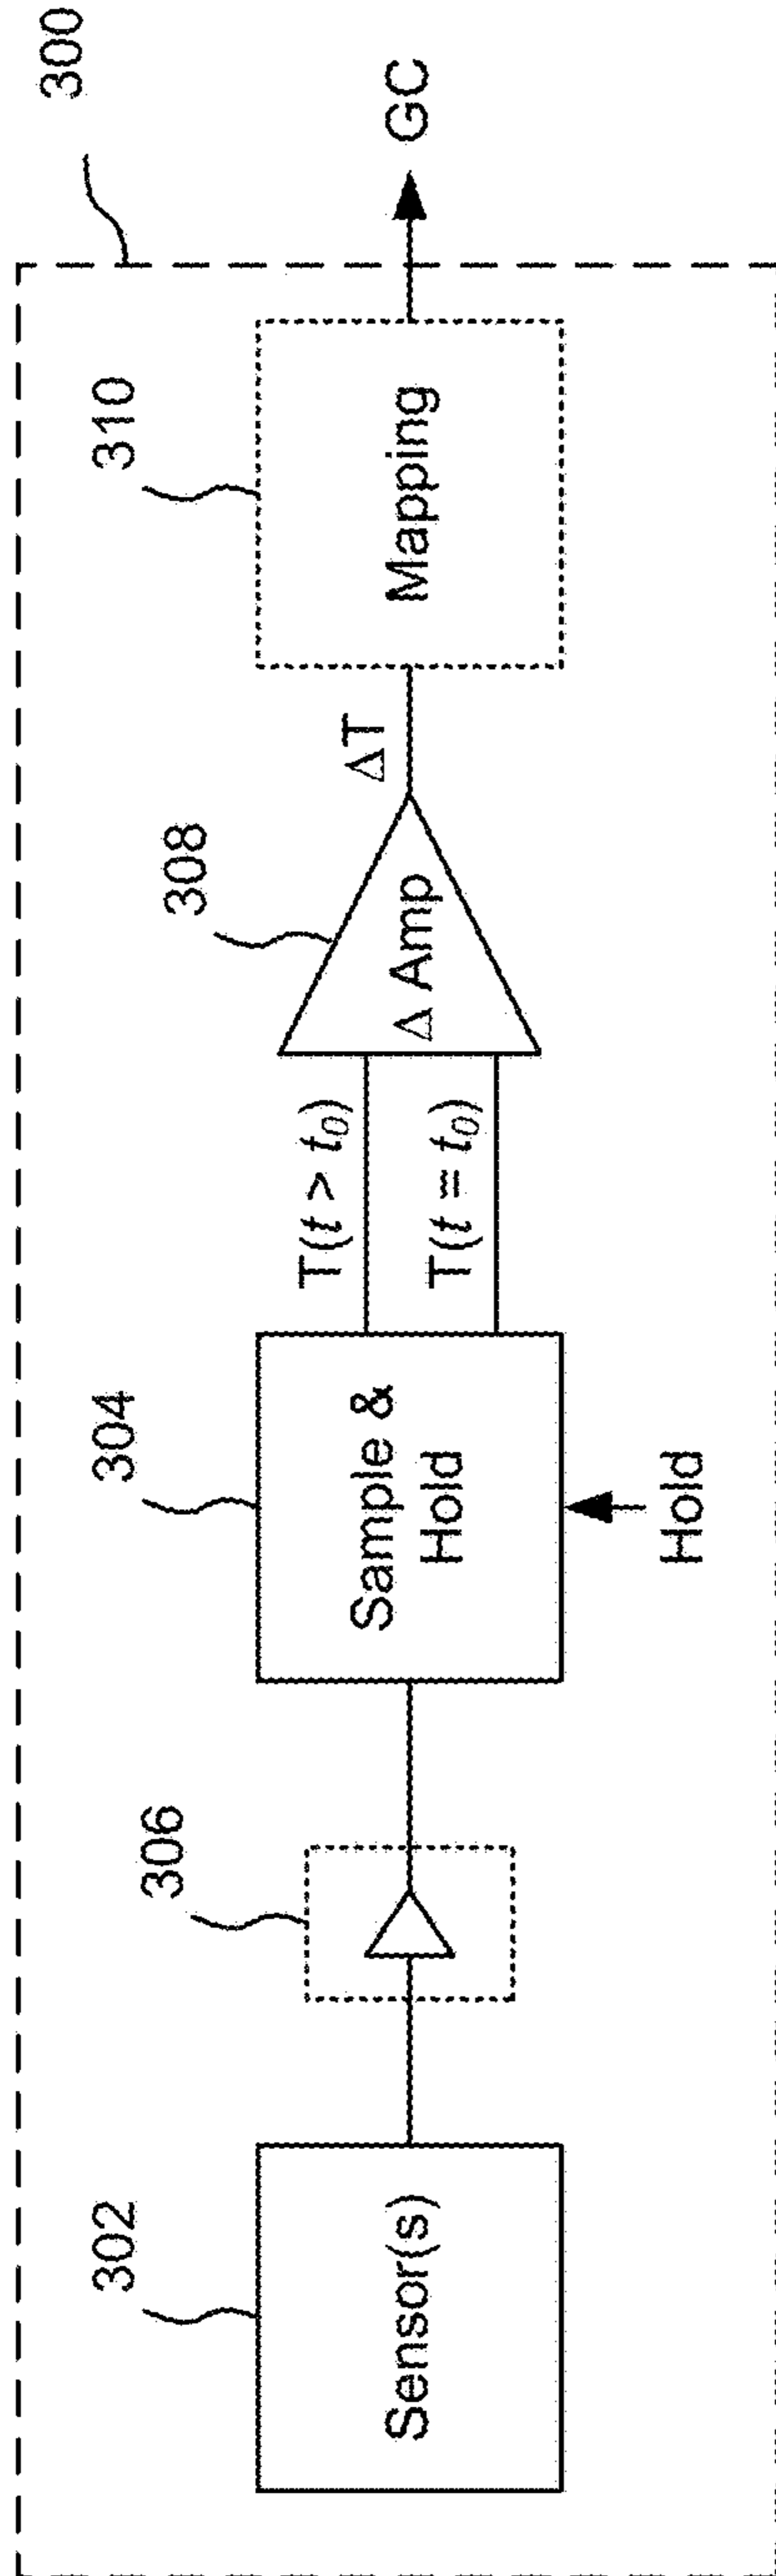 300
302
Sensor(s)
306
304
Sample &
Hold
Hold
T(t > t0)
T(t = t0)
308
Δ Amp
ΔT
310
Mapping
GC